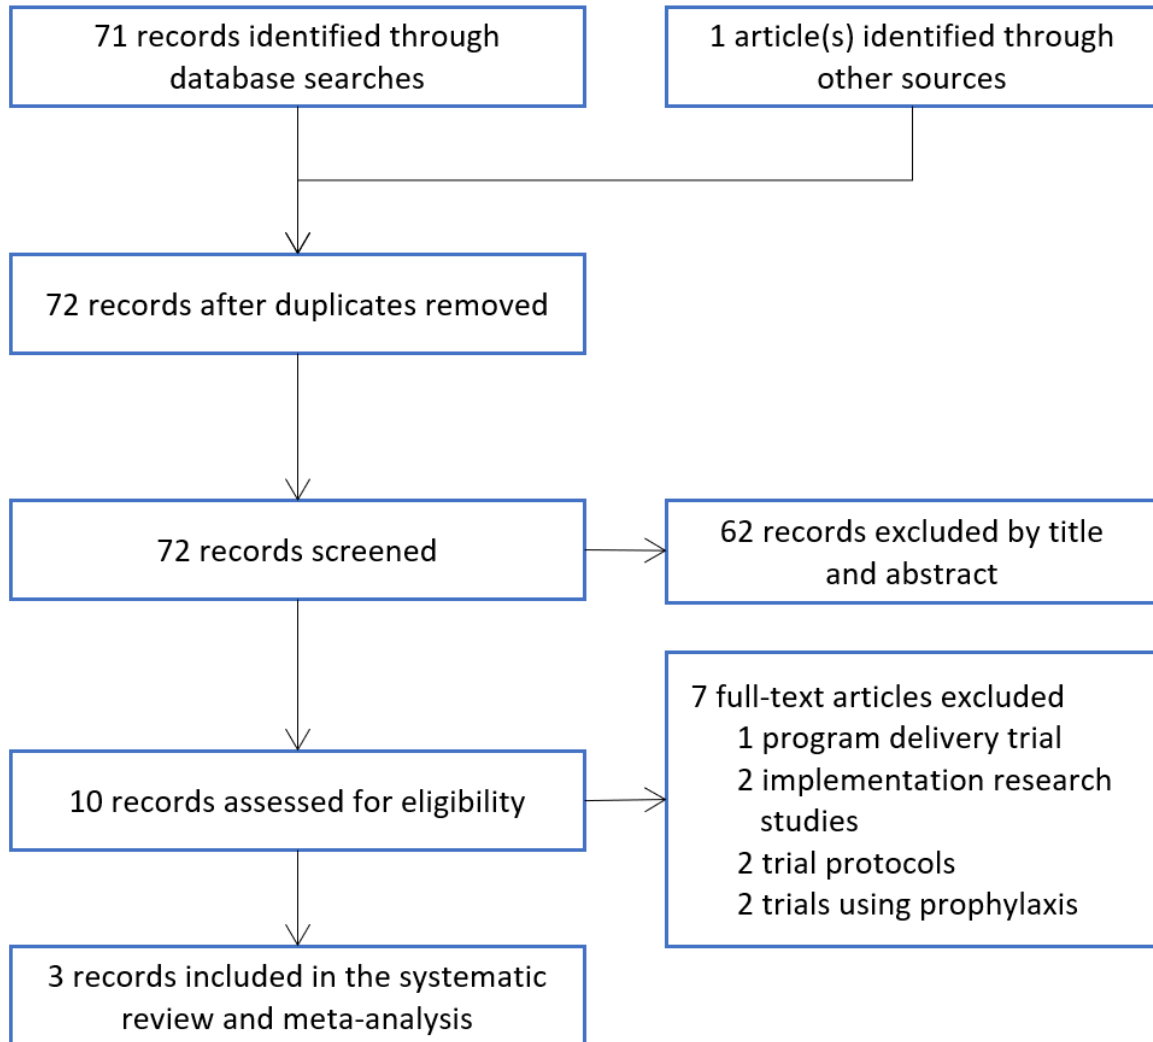 71 records identified through
database searches
1 article(s) identified through
other sources
72 records after duplicates removed
72 records screened
62 records excluded by title
and abstract
10 records assessed for eligibility
7 full-text articles excluded
1 program delivery trial
2 implementation research
studies
2 trial protocols
2 trials using prophylaxis
3 records included in the systematic
review and meta-analysis